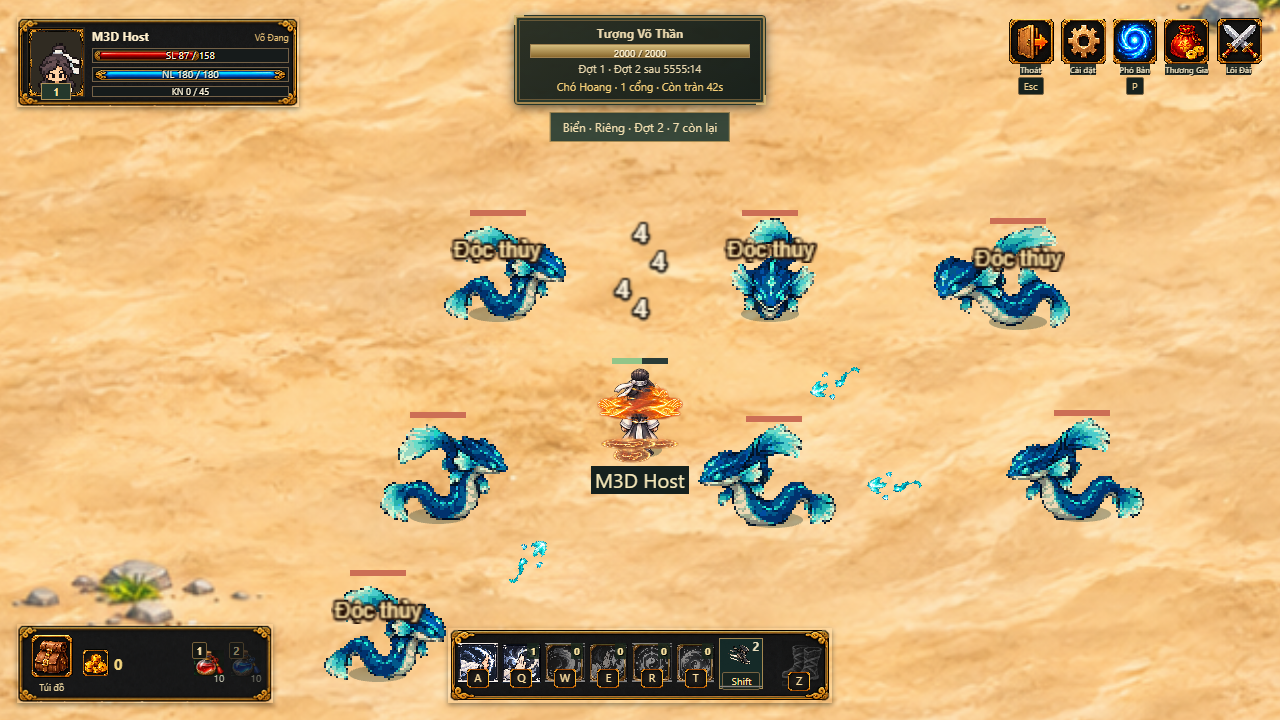 M3D Host
Võ Đang
SL 87 / 158
NL 180 / 180
KN 0 / 45
1
Tượng Võ Thần
2000 / 2000
Đợt 1 · Đợt 2 sau 5555:14
Chó Hoang · 1 cổng · Còn tràn 42s
Biển · Riêng · Đợt 2 · 7 còn lại
Thoát
Cài đặt
Phó Bản
Thương Gia
Lôi Đài
Esc
P
Độc thủy
4
4
4
4
Độc thủy
Độc thủy
M3D Host
Độc thủy
Túi đồ
0
1
10
2
10
A
1
Q
0
W
0
E
0
R
0
T
2
Shift
Z